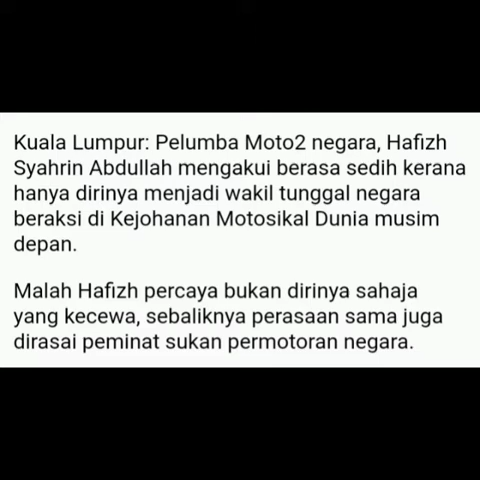 Kuala Lumpur: Pelumba Moto2 negara, Hafizh
Syahrin Abdullah mengakui berasa sedih kerana
hanya dirinya menjadi wakil tunggal negara
beraksi di Kejohanan Motosikal Dunia musim
depan.
Malah Hafizh percaya bukan dirinya sahaja
yang kecewa, sebaliknya perasaan sama juga
dirasai peminat sukan permotoran negara.